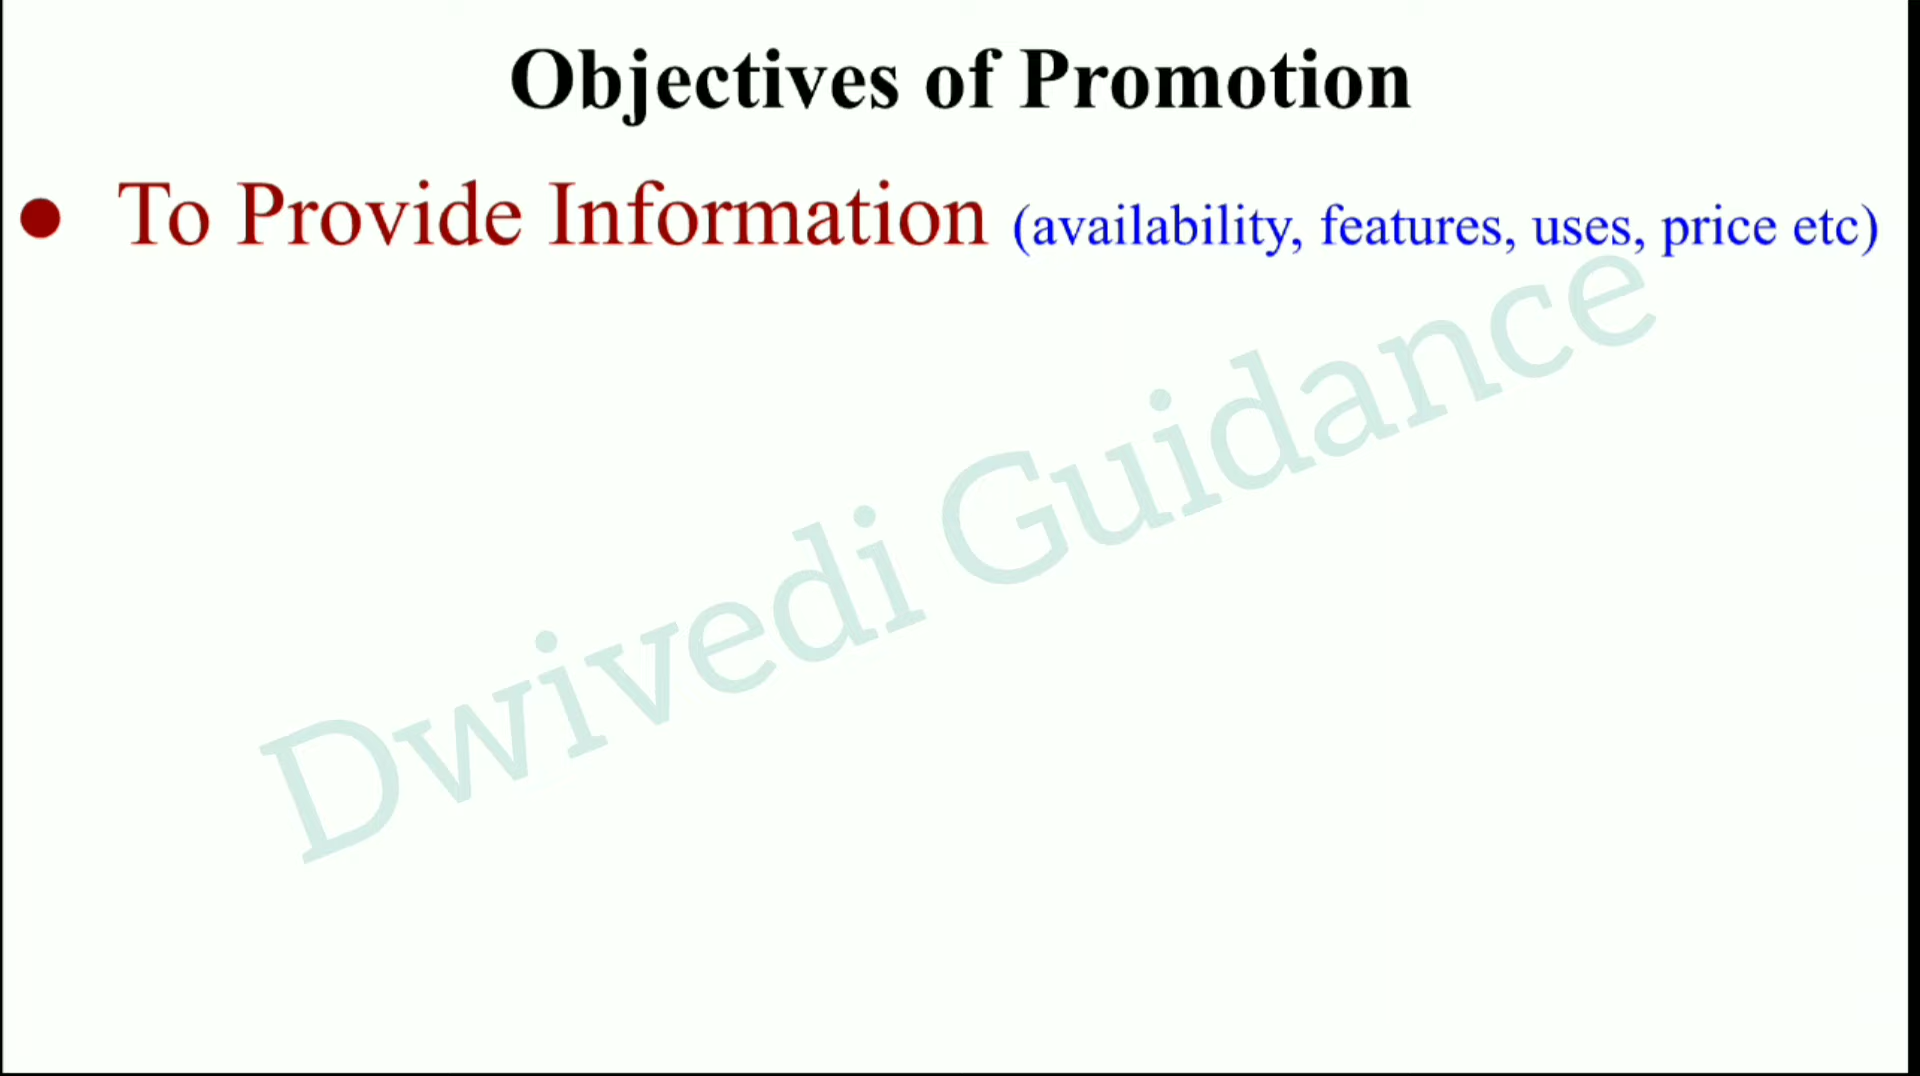 Objectives of Promotion
● To Provide Information (availability, features, uses, price etc)
Dwivedi Guidance